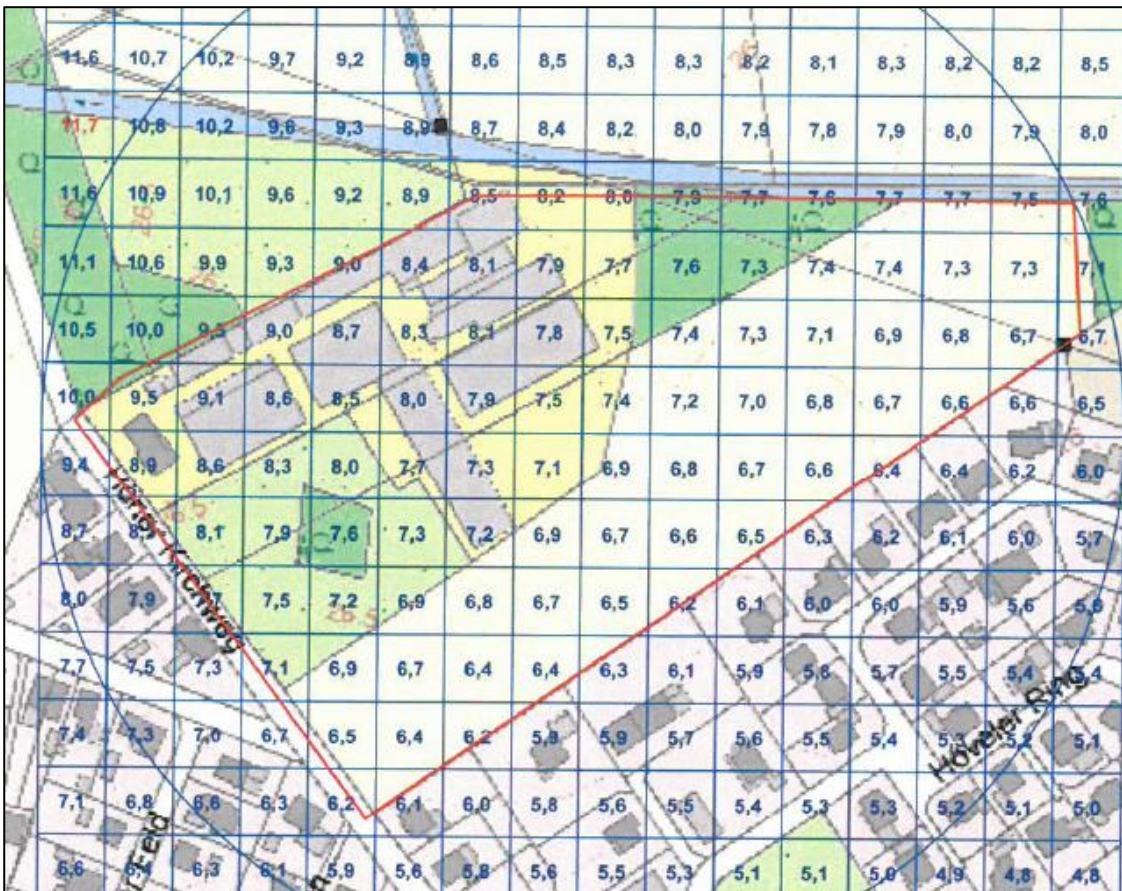 11,6 10,7 10,2 9,7 9,2 8,9 8,6 8,5 8,3 8,3 8,2 8,1 8,3 8,2 8,2 8,5
11,7 10,8 10,2 9,6 9,3 8,9 8,7 8,4 8,2 8,0 7,9 7,8 7,9 8,0 7,9 8,0
11,6 10,9 10,1 9,6 9,2 8,9 8,5 8,2 8,0 7,9 7,7 7,6 7,7 7,7 7,5 7,6
11,1 10,6 9,9 9,3 9,0 8,4 8,1 7,9 7,7 7,6 7,3 7,4 7,4 7,3 7,3 7,1
10,5 10,0 9,5 9,0 8,7 8,3 8,1 7,8 7,5 7,4 7,3 7,1 6,9 6,8 6,7 6,7
10,0 9,5 9,1 8,6 8,5 8,0 7,9 7,5 7,4 7,2 7,0 6,8 6,7 6,6 6,6 6,5
9,4 8,9 8,6 8,3 8,0 7,7 7,3 7,1 6,9 6,8 6,7 6,6 6,4 6,4 6,2 6,0
8,7 8,1 7,9 7,6 7,3 7,2 6,9 6,7 6,6 6,5 6,3 6,2 6,1 6,0 5,7
26.5
8,0 7,9 7,5 7,2 6,9 6,8 6,7 6,5 6,2 6,1 6,0 6,0 5,9 5,6 5,6
26.5
7,7 7,5 7,3 7,1 6,9 6,7 6,4 6,4 6,3 6,1 5,9 5,8 5,7 5,5 5,4 5,4
7,4 7,3 7,0 6,7 6,5 6,4 6,2 5,9 5,9 5,7 5,6 5,5 5,4 5,3 5,2 5,1
Höveler Ring
7,1 6,8 6,6 6,3 6,2 6,1 6,0 5,8 5,6 5,5 5,4 5,3 5,3 5,2 5,1 5,0
6,6 6,4 6,3 6,1 5,9 5,6 5,8 5,6 5,5 5,3 5,1 5,1 5,0 4,9 4,8 4,8